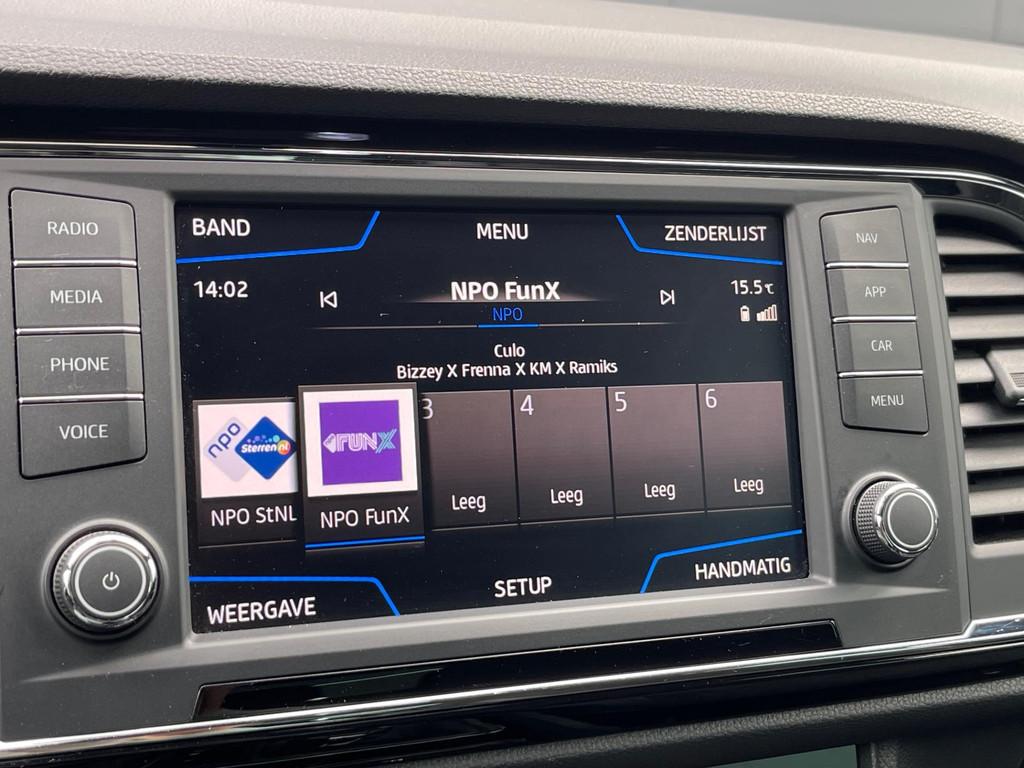 RADIO
MEDIA
PHONE
VOICE
BAND
MENU
ZENDERLIJST
14:02
NPO FunX
15.5°C
NPO
Culo
Bizzey X Frenna X KM X Ramiks
npo
Sterren nl
NPO StNL
FUNX
NPO FunX
3
Leeg
4
Leeg
5
Leeg
6
Leeg
WEERGAVE
SETUP
HANDMATIG
NAV
APP
CAR
MENU